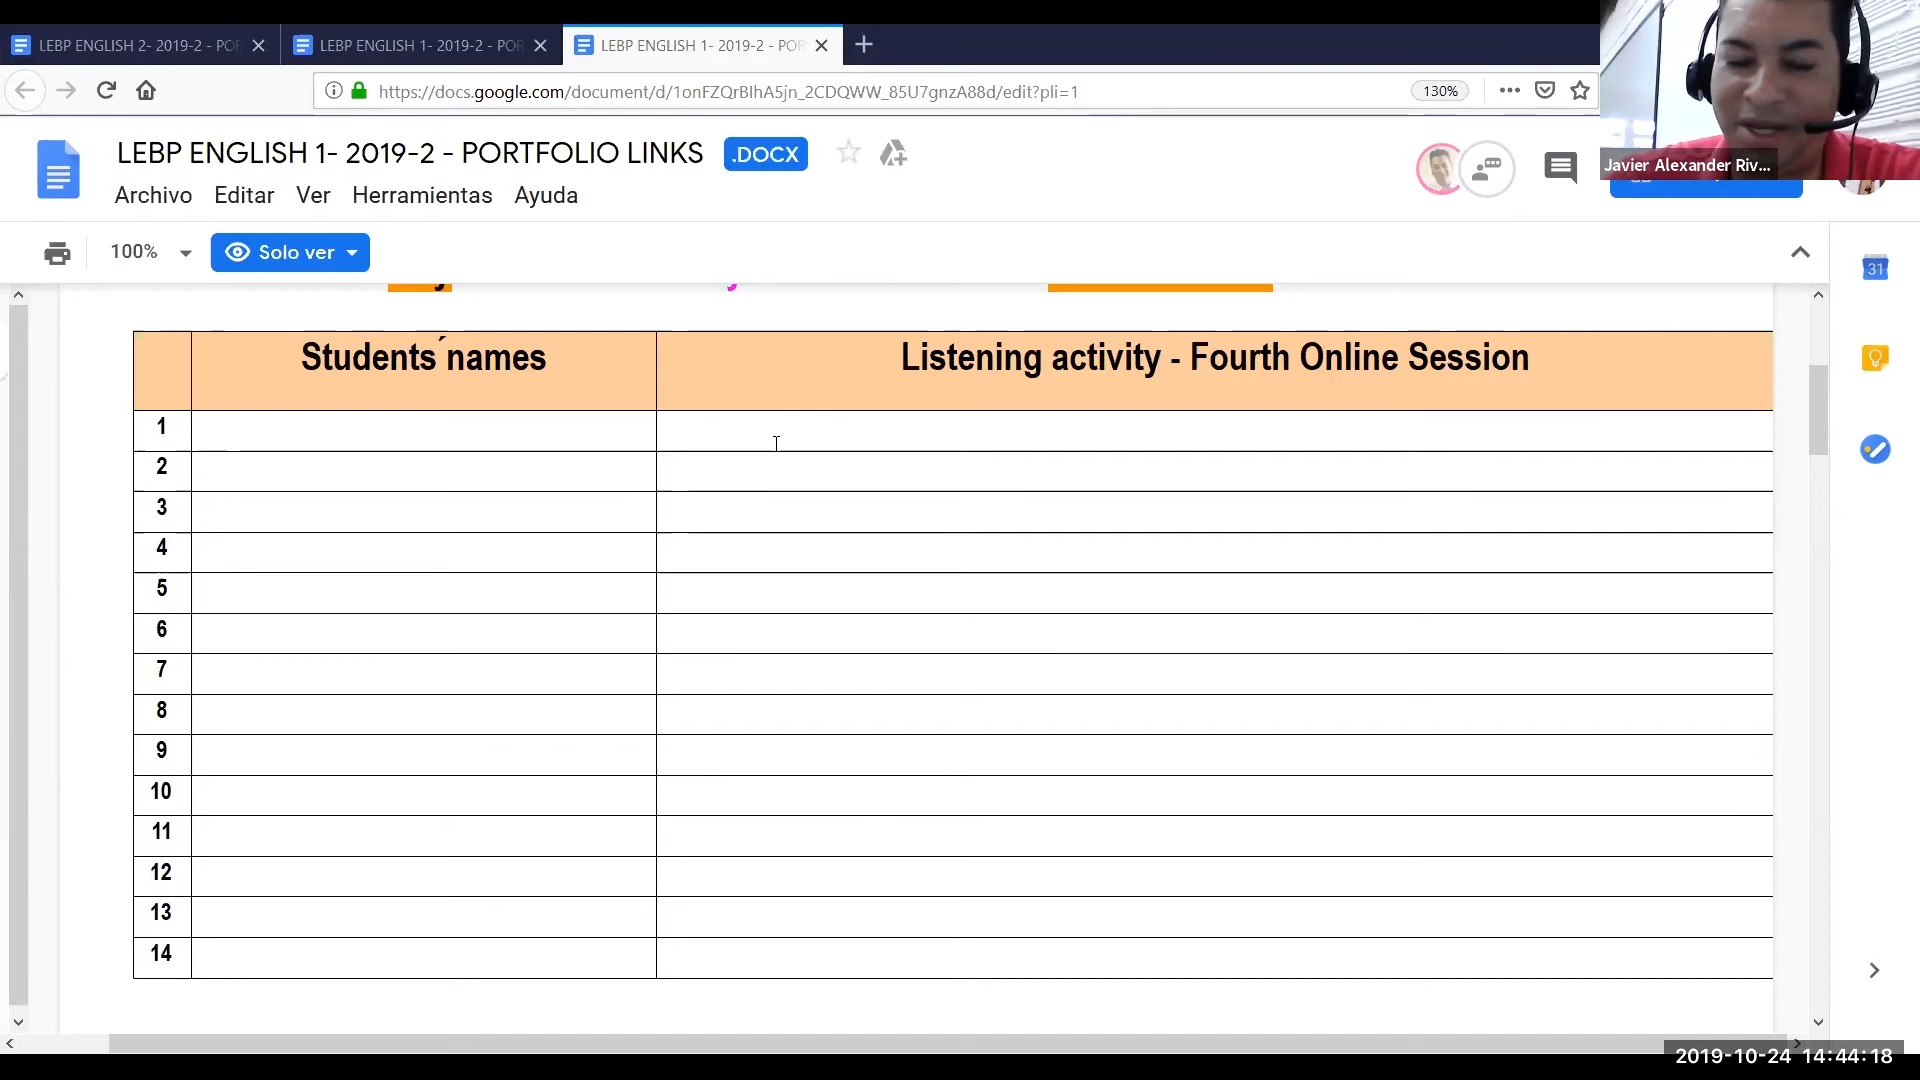 LEBP ENGLISH 2- 2019-2 - POR
LEBP ENGLISH 1- 2019-2 - POR
LEBP ENGLISH 1- 2019-2 - POR
https://docs.google.com/document/d/1onFZQrBIhA5jn_2CDQWW_85U7gnzA88d/edit?pli=1
130%
LEBP ENGLISH 1- 2019-2 - PORTFOLIO LINKS
.DOCX
Archivo Editar Ver Herramientas Ayuda
Javier Alexander Riv...
100%
Solo ver
31
Students´names
Listening activity - Fourth Online Session
1
2
3
4
5
6
7
8
9
10
11
12
13
14
2019-10-24 14:44:18